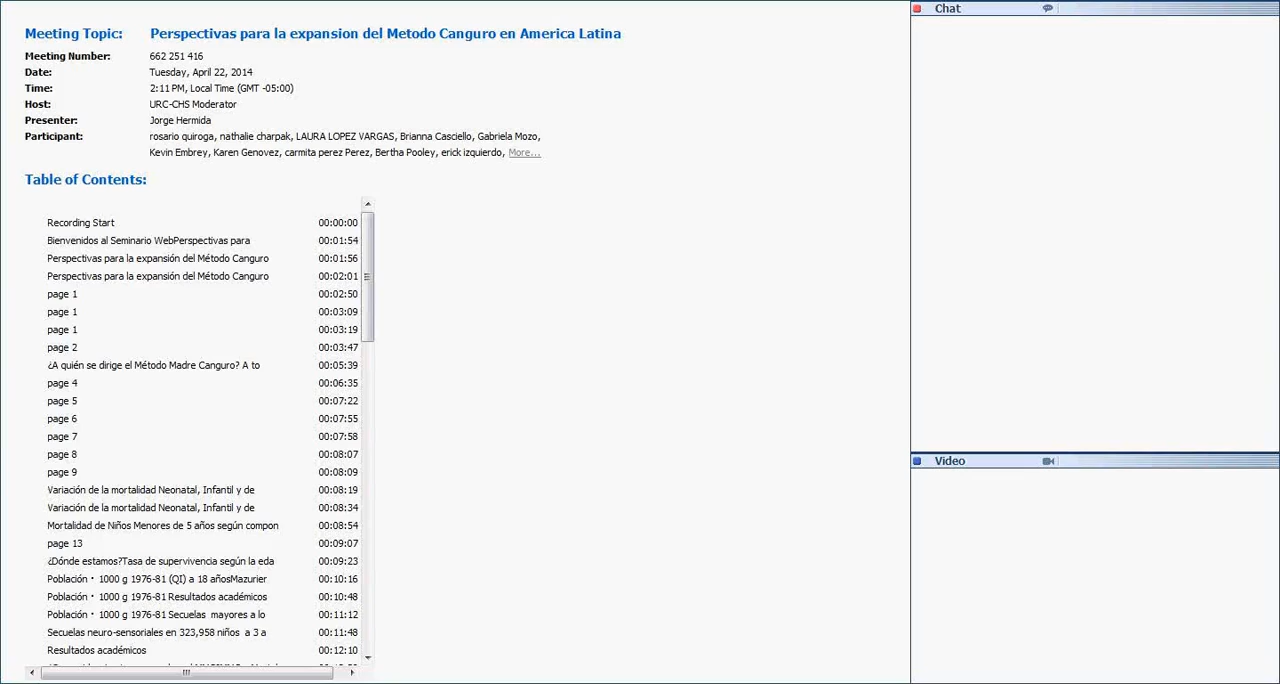 Meeting Topic: Perspectivas para la expansion del Metodo Canguro en America Latina
Meeting Number: 662 251 416
Date: Tuesday, April 22, 2014
Time: 2:11 PM, Local Time (GMT -05:00)
Host: URC-CHS Moderator
Presenter: Jorge Hermida
Participant: rosario quiroga, nathalie charpak, LAURA LOPEZ VARGAS, Brianna Casciello, Gabriela Mozo,
Kevin Embrey, Karen Genovez, carmita perez Perez, Bertha Pooley, erick izquierdo, More...
Table of Contents:
Recording Start 00:00:00
Bienvenidos al Seminario WebPerspectivas para 00:01:54
Perspectivas para la expansión del Método Canguro 00:01:56
Perspectivas para la expansión del Método Canguro 00:02:01
page 1 00:02:50
page 1 00:03:09
page 1 00:03:19
page 2 00:03:47
¿A quién se dirige el Método Madre Canguro? A to 00:05:39
page 4 00:06:35
page 5 00:07:22
page 6 00:07:55
page 7 00:07:58
page 8 00:08:07
page 9 00:08:09
Variación de la mortalidad Neonatal, Infantil y de 00:08:19
Variación de la mortalidad Neonatal, Infantil y de 00:08:34
Mortalidad de Niños Menores de 5 años según compon 00:08:54
page 13 00:09:07
¿Dónde estamos?Tasa de supervivencia según la eda 00:09:23
Población · 1000 g 1976-81 (QI) a 18 añosMazurier 00:10:16
Población · 1000 g 1976-81 Resultados académicos 00:10:48
Población · 1000 g 1976-81 Secuelas mayores a lo 00:11:12
Secuelas neuro-sensoriales en 323,958 niños a 3 a 00:11:48
Resultados académicos 00:12:10
Chat
Video